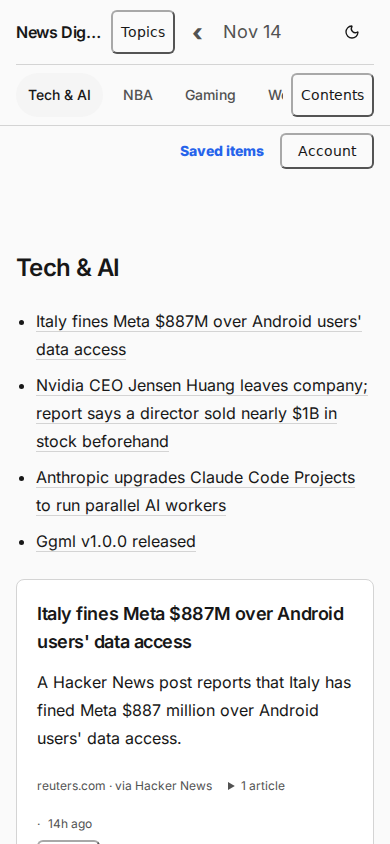 News Dig…
Topics
‹
Nov 14
Tech & AI
NBA
Gaming
Contents
Saved items
Account
Tech & AI
• Italy fines Meta $887M over Android users'
data access
• Nvidia CEO Jensen Huang leaves company;
report says a director sold nearly $1B in
stock beforehand
• Anthropic upgrades Claude Code Projects
to run parallel AI workers
• Ggml v1.0.0 released
Italy fines Meta $887M over Android
users' data access
A Hacker News post reports that Italy has
fined Meta $887 million over Android
users' data access.
reuters.com · via Hacker News ▶ 1 article
· 14h ago